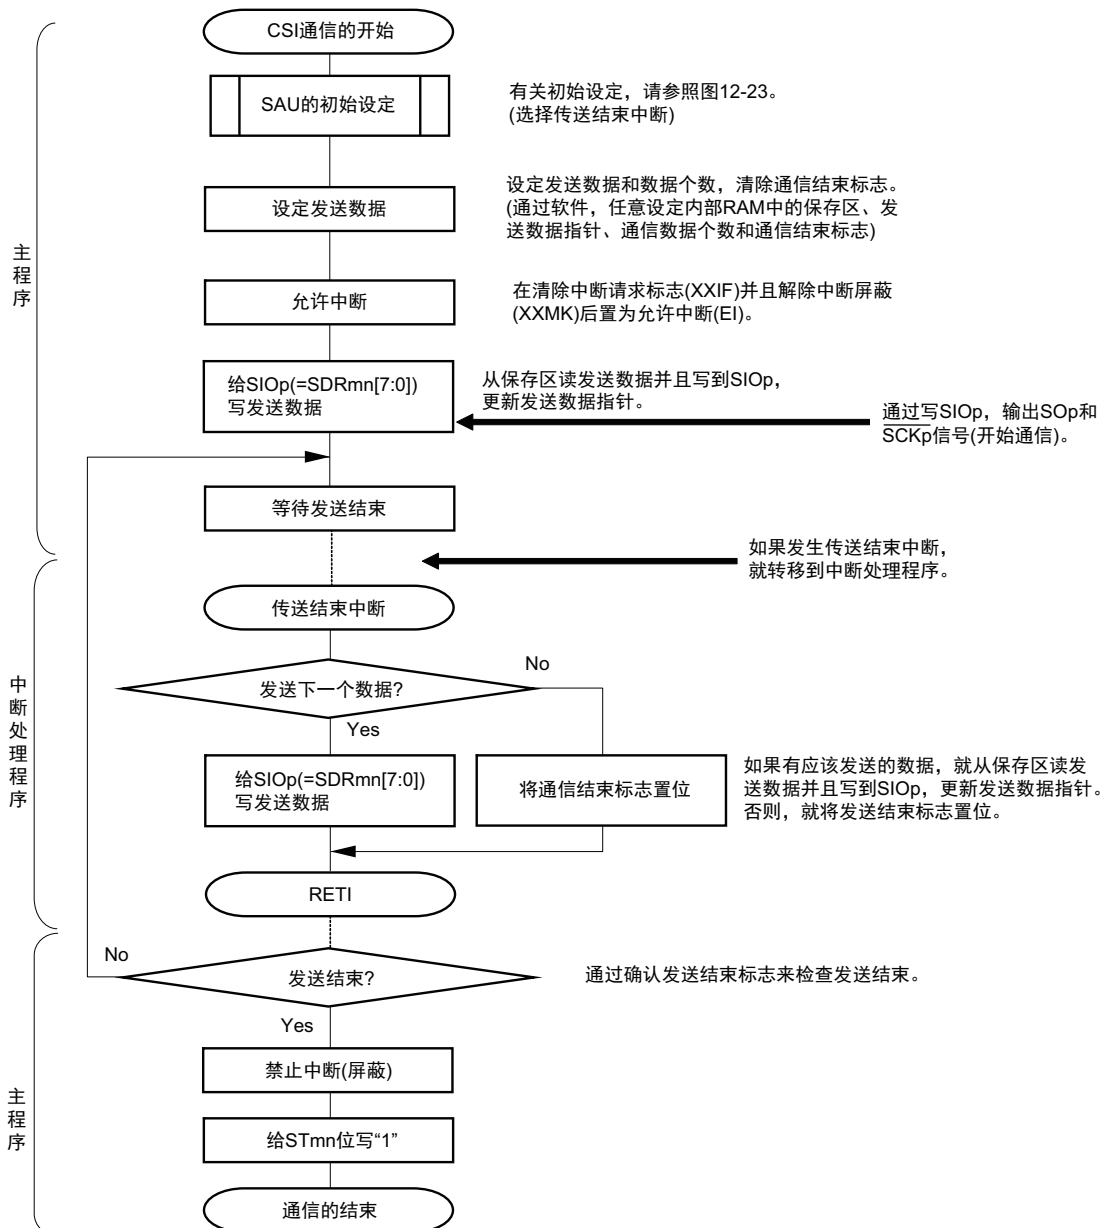 CSI通信的开始
SAU的初始设定
有关初始设定，请参照图12-23。
(选择传送结束中断)
设定发送数据
设定发送数据和数据个数，清除通信结束标志。
(通过软件，任意设定内部RAM中的保存区、发
送数据指针、通信数据个数和通信结束标志)
主程序
允许中断
在清除中断请求标志(XXIF)并且解除中断屏蔽
(XXMK)后置为允许中断(EI)。
给SIOp(=SDRmn[7:0])
写发送数据
从保存区读发送数据并且写到SIOp，
更新发送数据指针。
通过写SIOp，输出SOp和
SCKp信号(开始通信)。
等待发送结束
如果发生传送结束中断，
就转移到中断处理程序。
传送结束中断
中断处理程序
发送下一个数据?
No
Yes
给SIOp(=SDRmn[7:0])
写发送数据
将通信结束标志置位
如果有应该发送的数据，就从保存区读发
送数据并且写到SIOp，更新发送数据指针。
否则，就将发送结束标志置位。
RETI
No
发送结束?
通过确认发送结束标志来检查发送结束。
Yes
主程序
禁止中断(屏蔽)
给STmn位写“1”
通信的结束